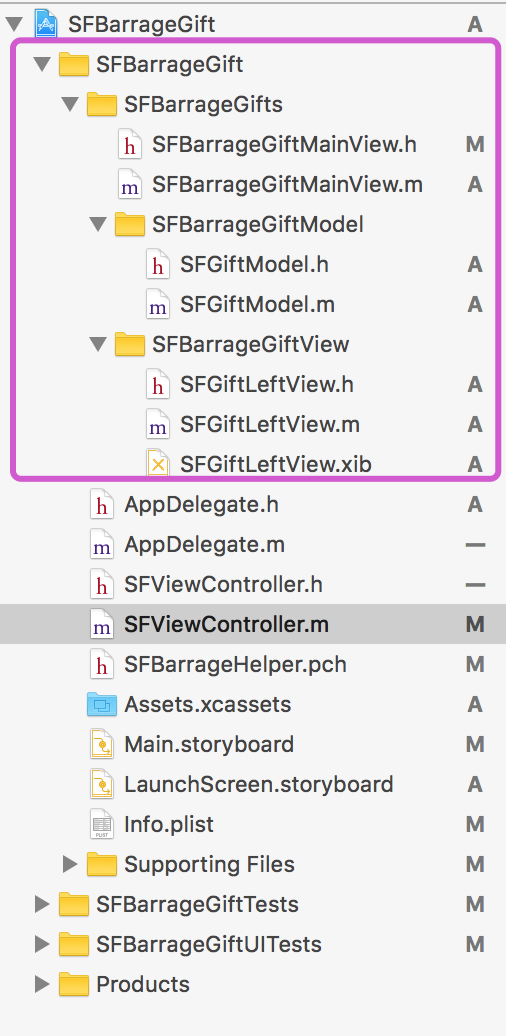 SFBarrageGift A
SFBarrageGift
SFBarrageGifts
h SFBarrageGiftMainView.h M
m SFBarrageGiftMainView.m A
SFBarrageGiftModel
h SFGiftModel.h A
m SFGiftModel.m A
SFBarrageGiftView
h SFGiftLeftView.h A
m SFGiftLeftView.m A
SFGiftLeftView.xib A
h AppDelegate.h A
m AppDelegate.m —
h SFViewController.h —
m SFViewController.m M
h SFBarrageHelper.pch M
Assets.xcassets A
Main.storyboard M
LaunchScreen.storyboard A
PLIST Info.plist M
Supporting Files M
SFBarrageGiftTests M
SFBarrageGiftUITests M
Products